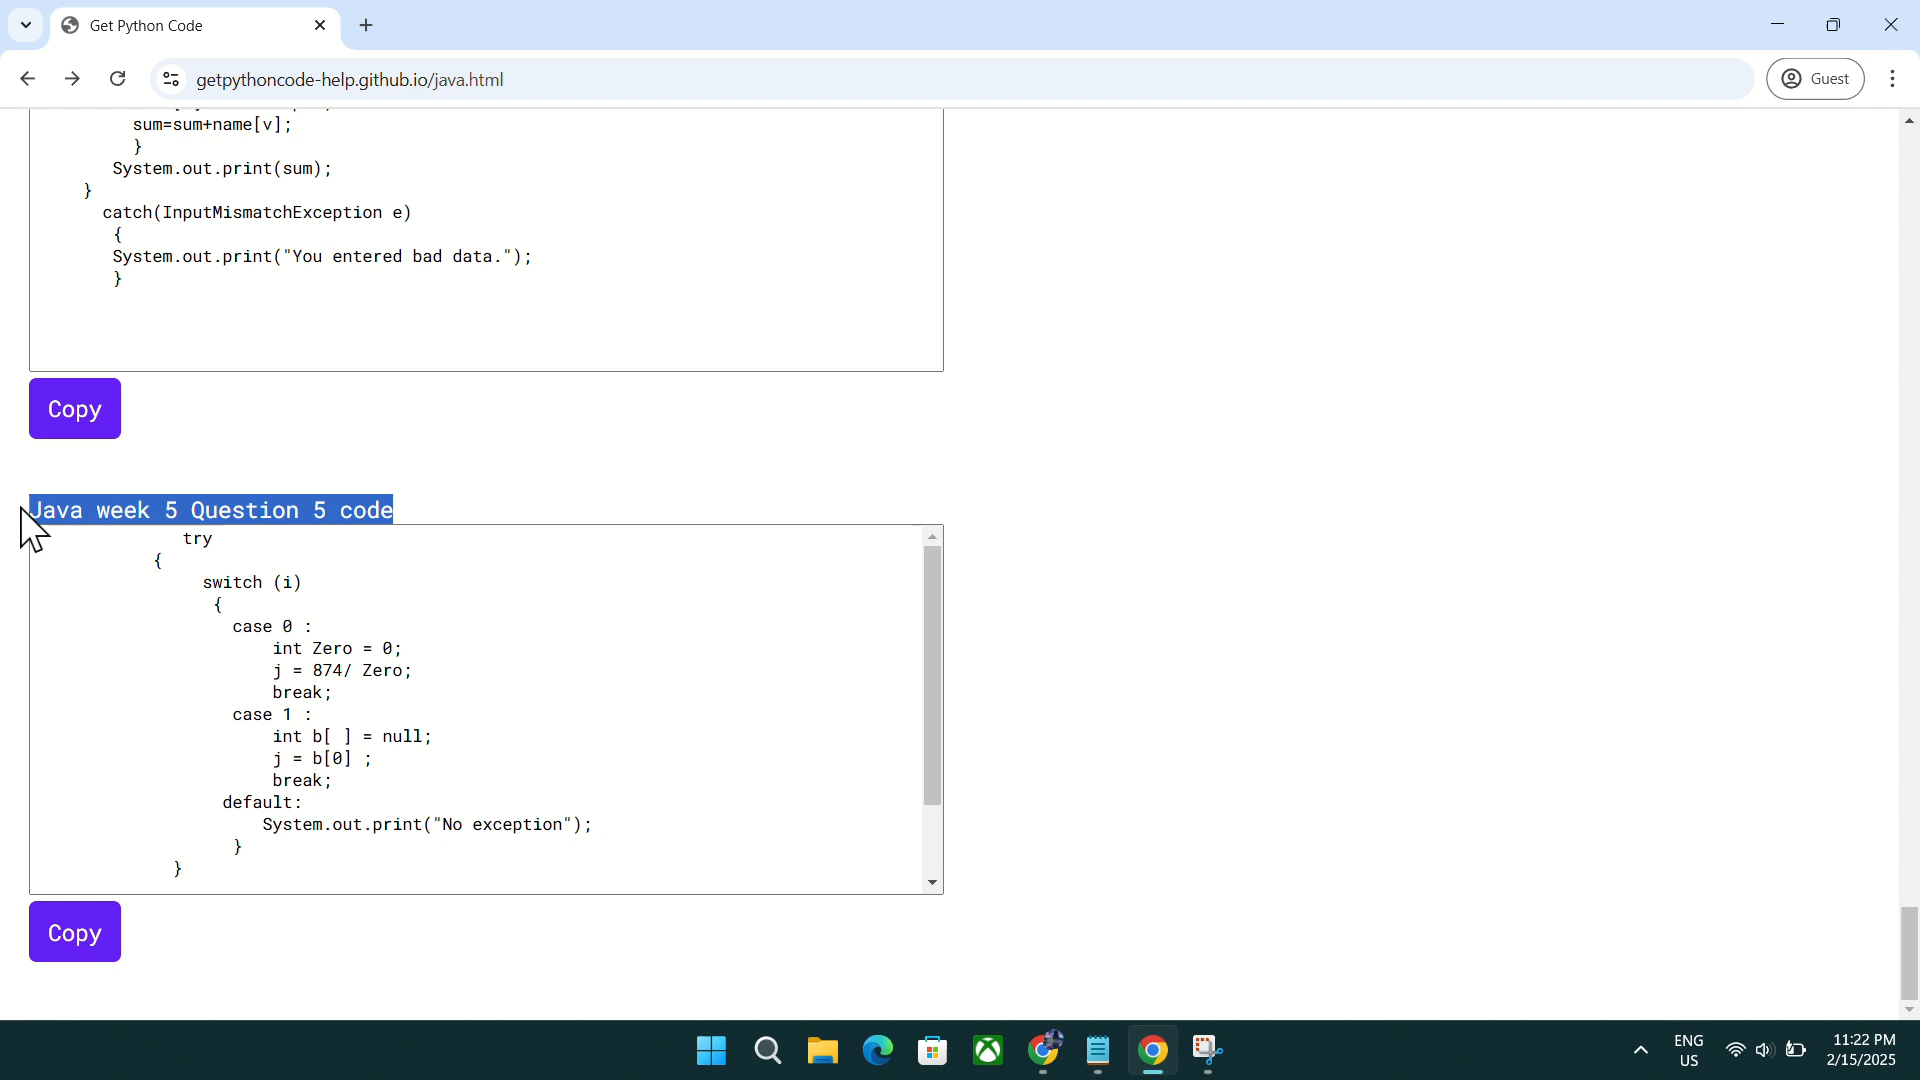 Get Python Code
getpythoncode-help.github.io/java.html
Guest
sum=sum+name[v];
}
System.out.print(sum);
}
catch(InputMismatchException e)
{
System.out.print("You entered bad data.");
}
Copy
Java week 5 Question 5 code
try
{
switch (i)
{
case 0 :
int Zero = 0;
j = 874/ Zero;
break;
case 1 :
int b[ ] = null;
j = b[0] ;
break;
default:
System.out.print("No exception");
}
}
Copy
ENG
US
11:22 PM
2/15/2025